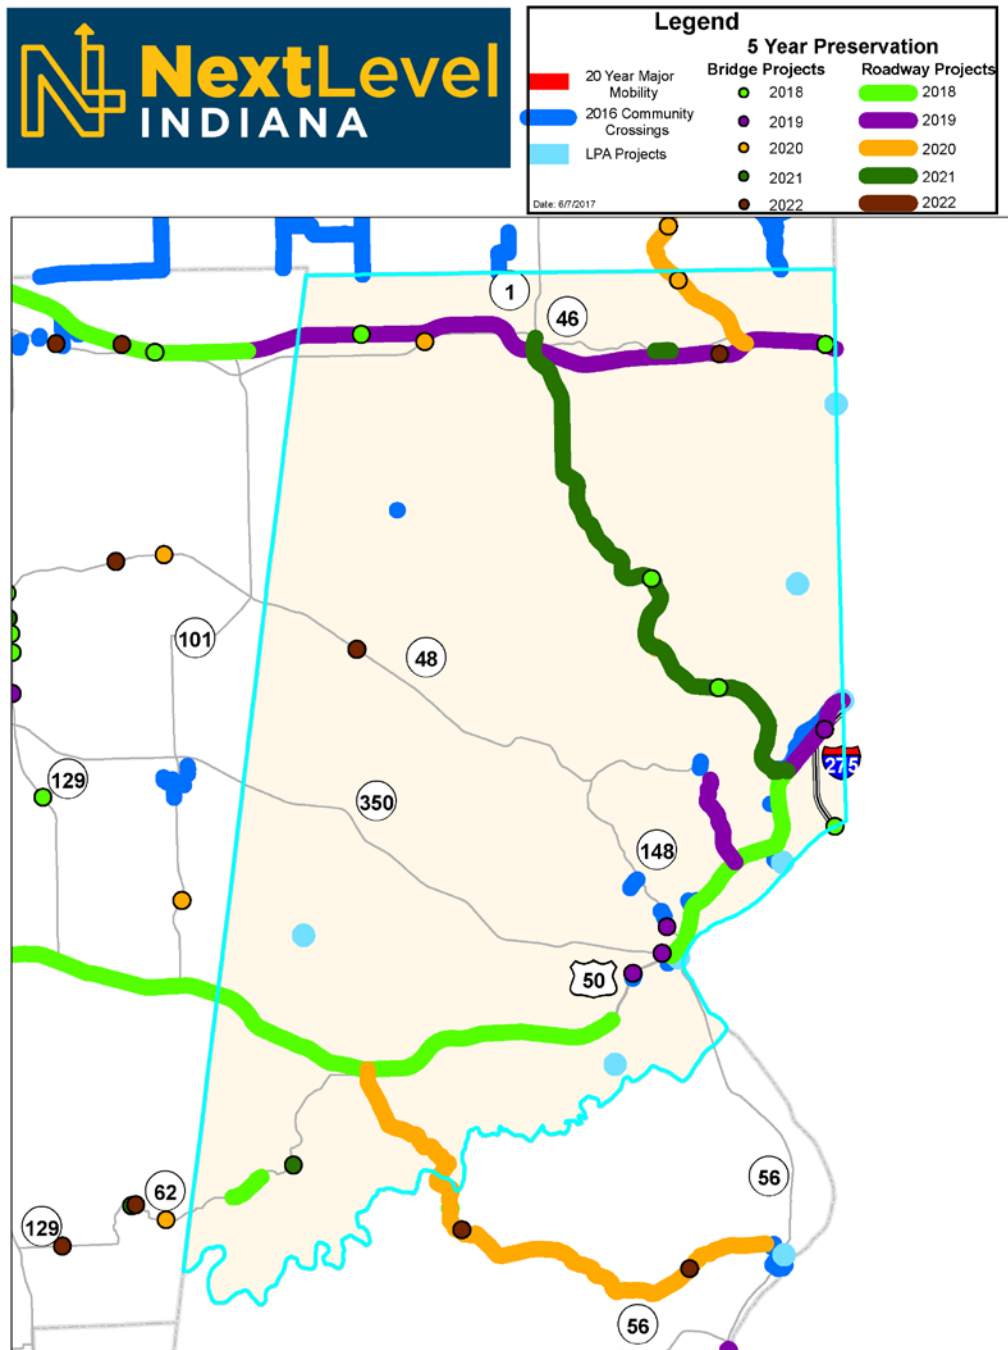 NextLevel
INDIANA
Legend
5 Year Preservation
Bridge Projects
Roadway Projects
20 Year Major
Mobility
2016 Community
Crossings
LPA Projects
2018
2019
2020
2021
2022
2018
2019
2020
2021
2022
Date: 6/7/2017
1
46
101
48
129
350
275
148
50
62
56
129
56